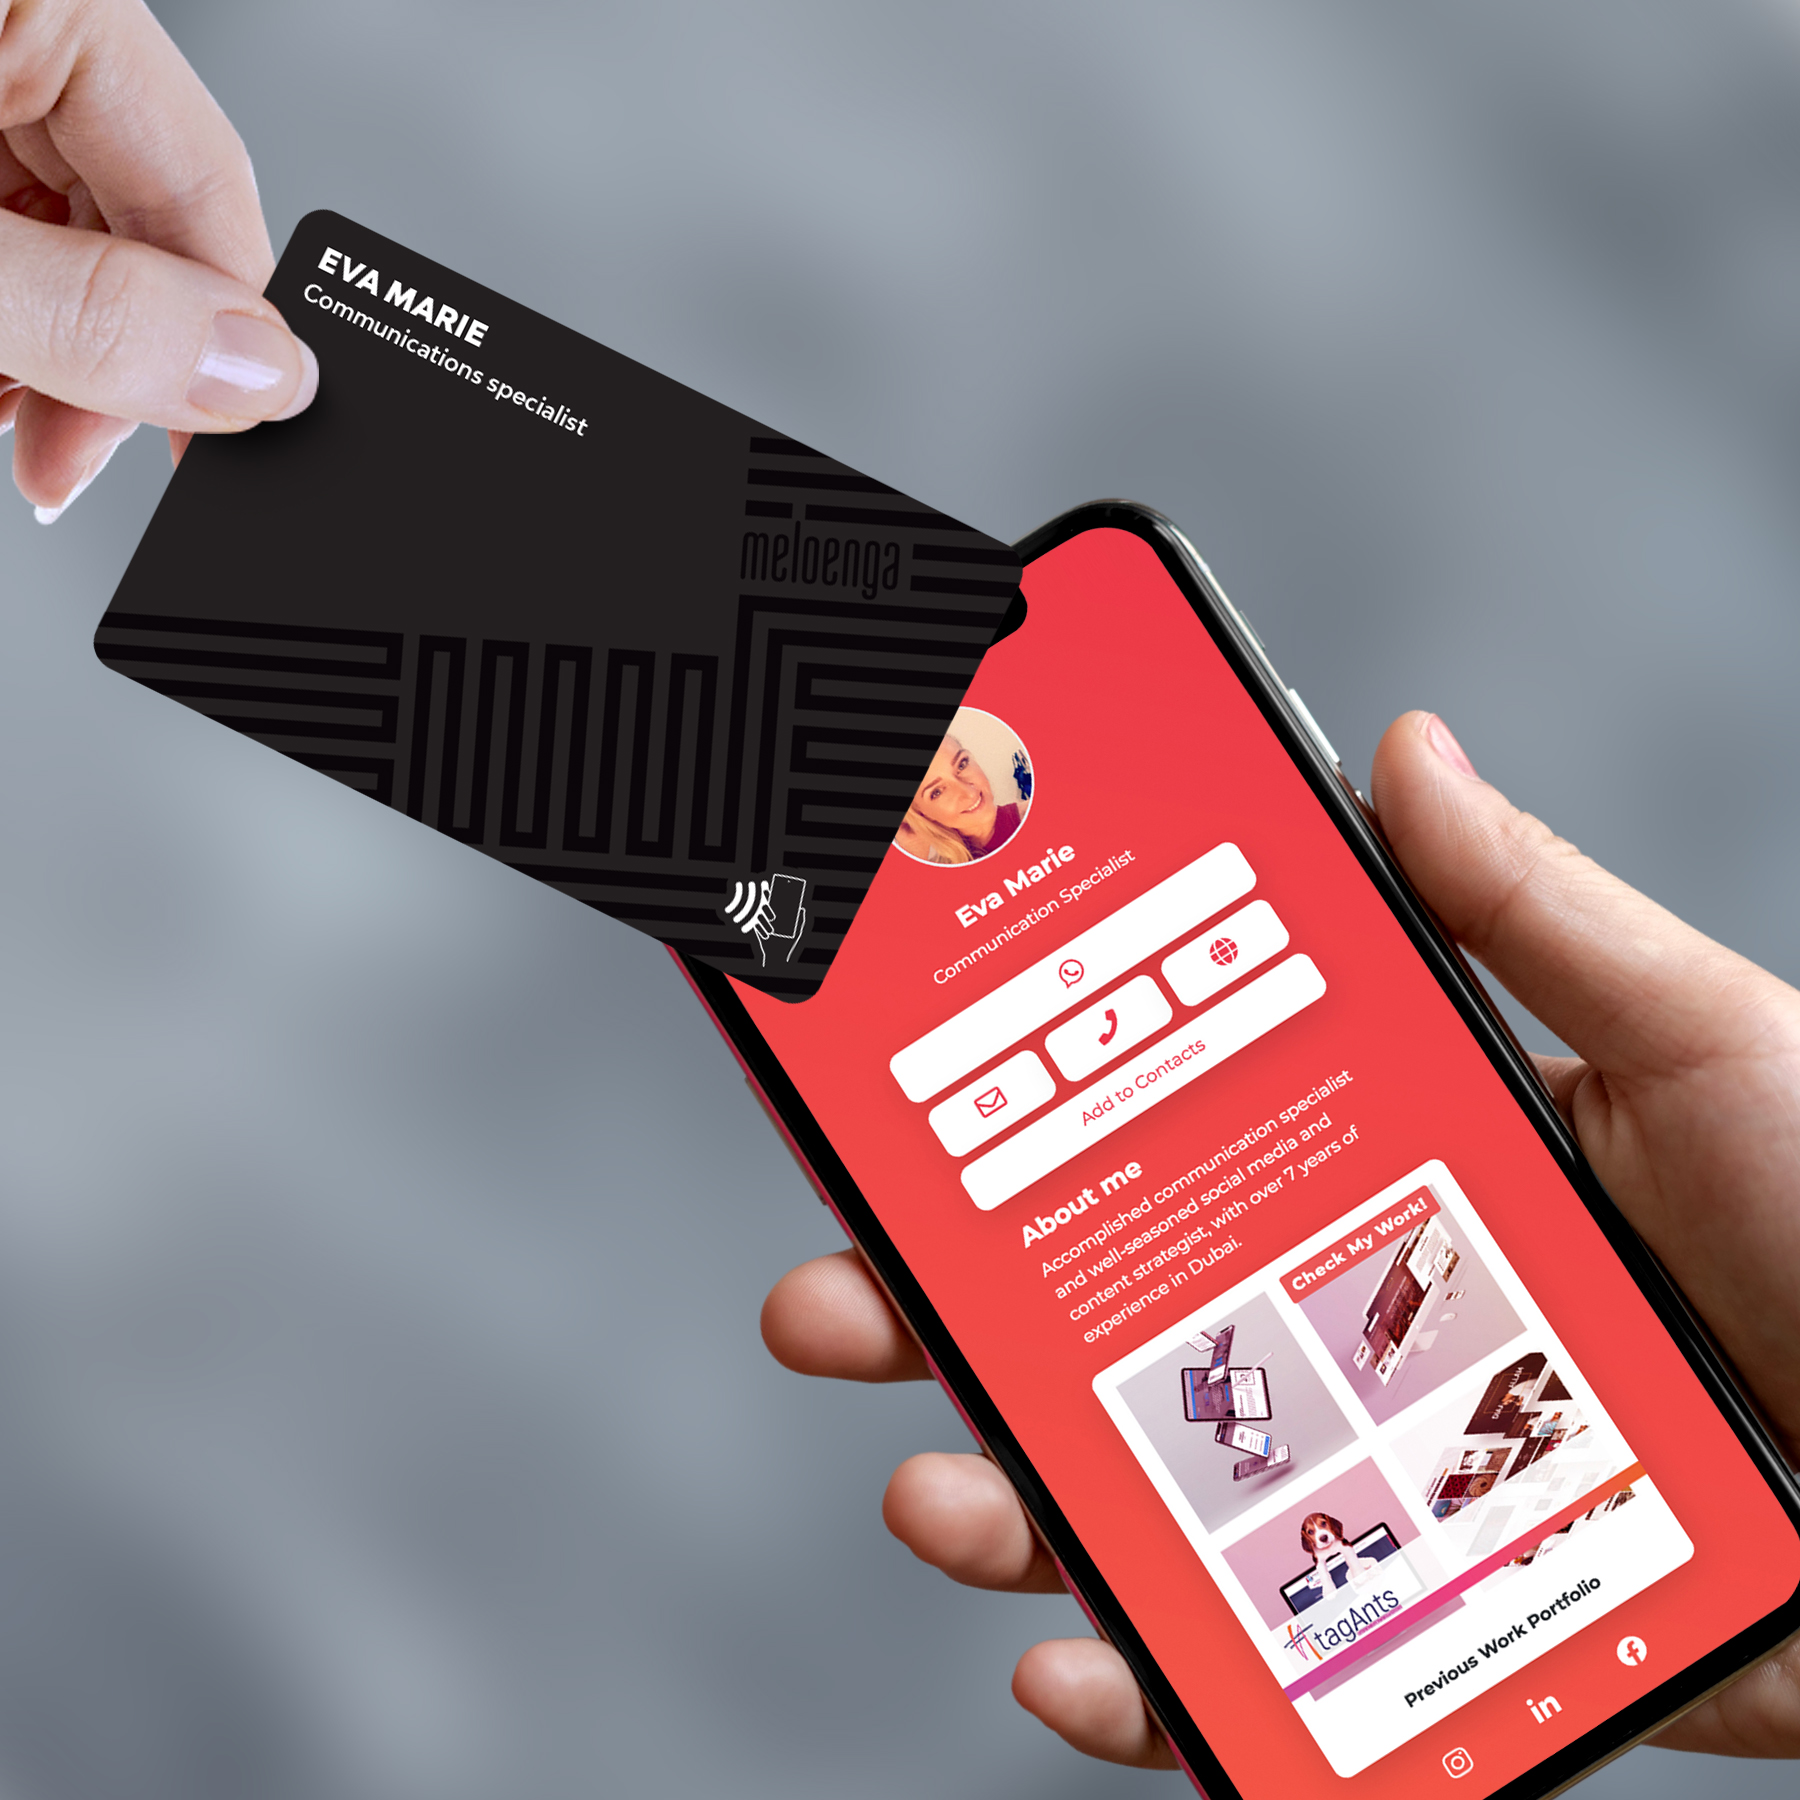 EVA MARIE
Communications specialist
meloenga
Eva Marie
Communication Specialist
Add to Contacts
About me
Accomplished communication specialist
and well-seasoned social media and
content strategist, with over 7 years of
experience in Dubai.
Check My Work!
tagAnts
Previous Work Portfolio
in